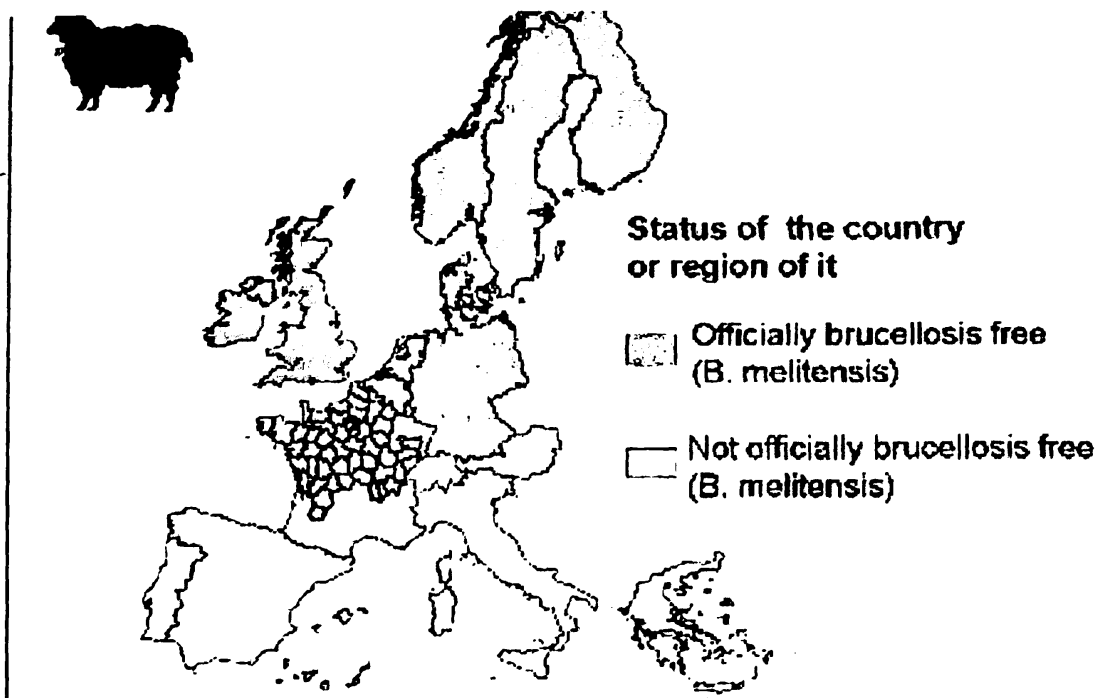 Status of the country
or region of it
Officially brucellosis free
(B. melitensis)
Not officially brucellosis free
(B. melitensis)